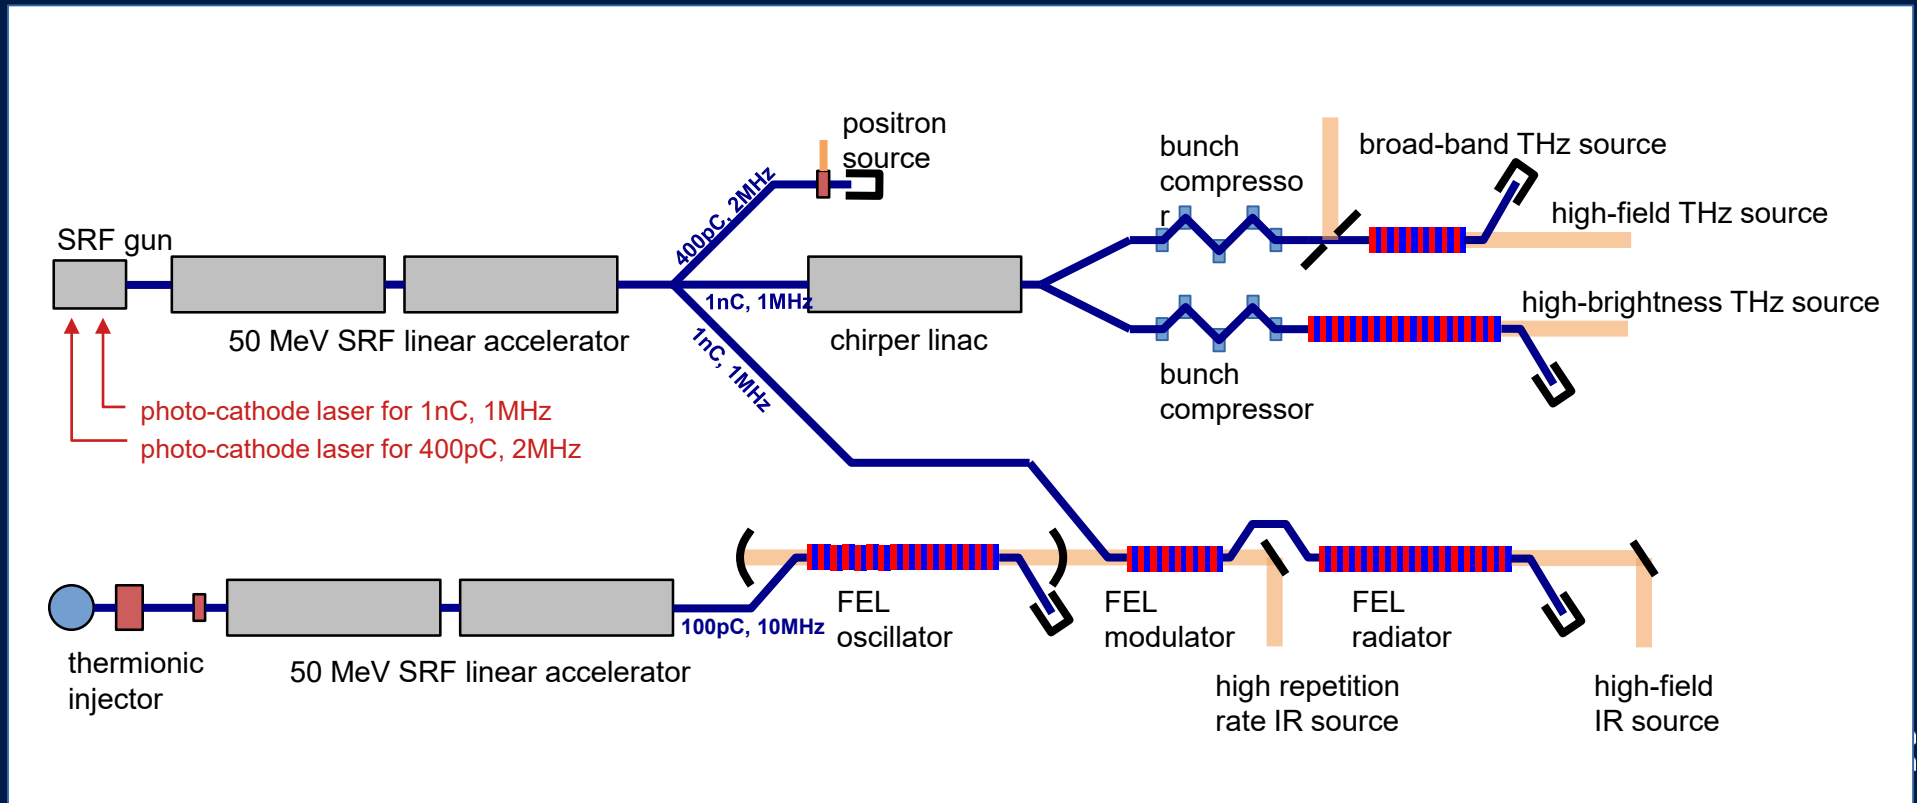 positron
source
bunch
compresso
r
broad-band THz source
high-field THz source
SRF gun
400pC, 2MHz
1nC, 1MHz
1nC, 1MHz
50 MeV SRF linear accelerator
chirper linac
high-brightness THz source
bunch
compressor
photo-cathode laser for 1nC, 1MHz
photo-cathode laser for 400pC, 2MHz
100pC, 10MHz
FEL
oscillator
FEL
modulator
FEL
radiator
thermionic
injector
50 MeV SRF linear accelerator
high repetition
rate IR source
high-field
IR source